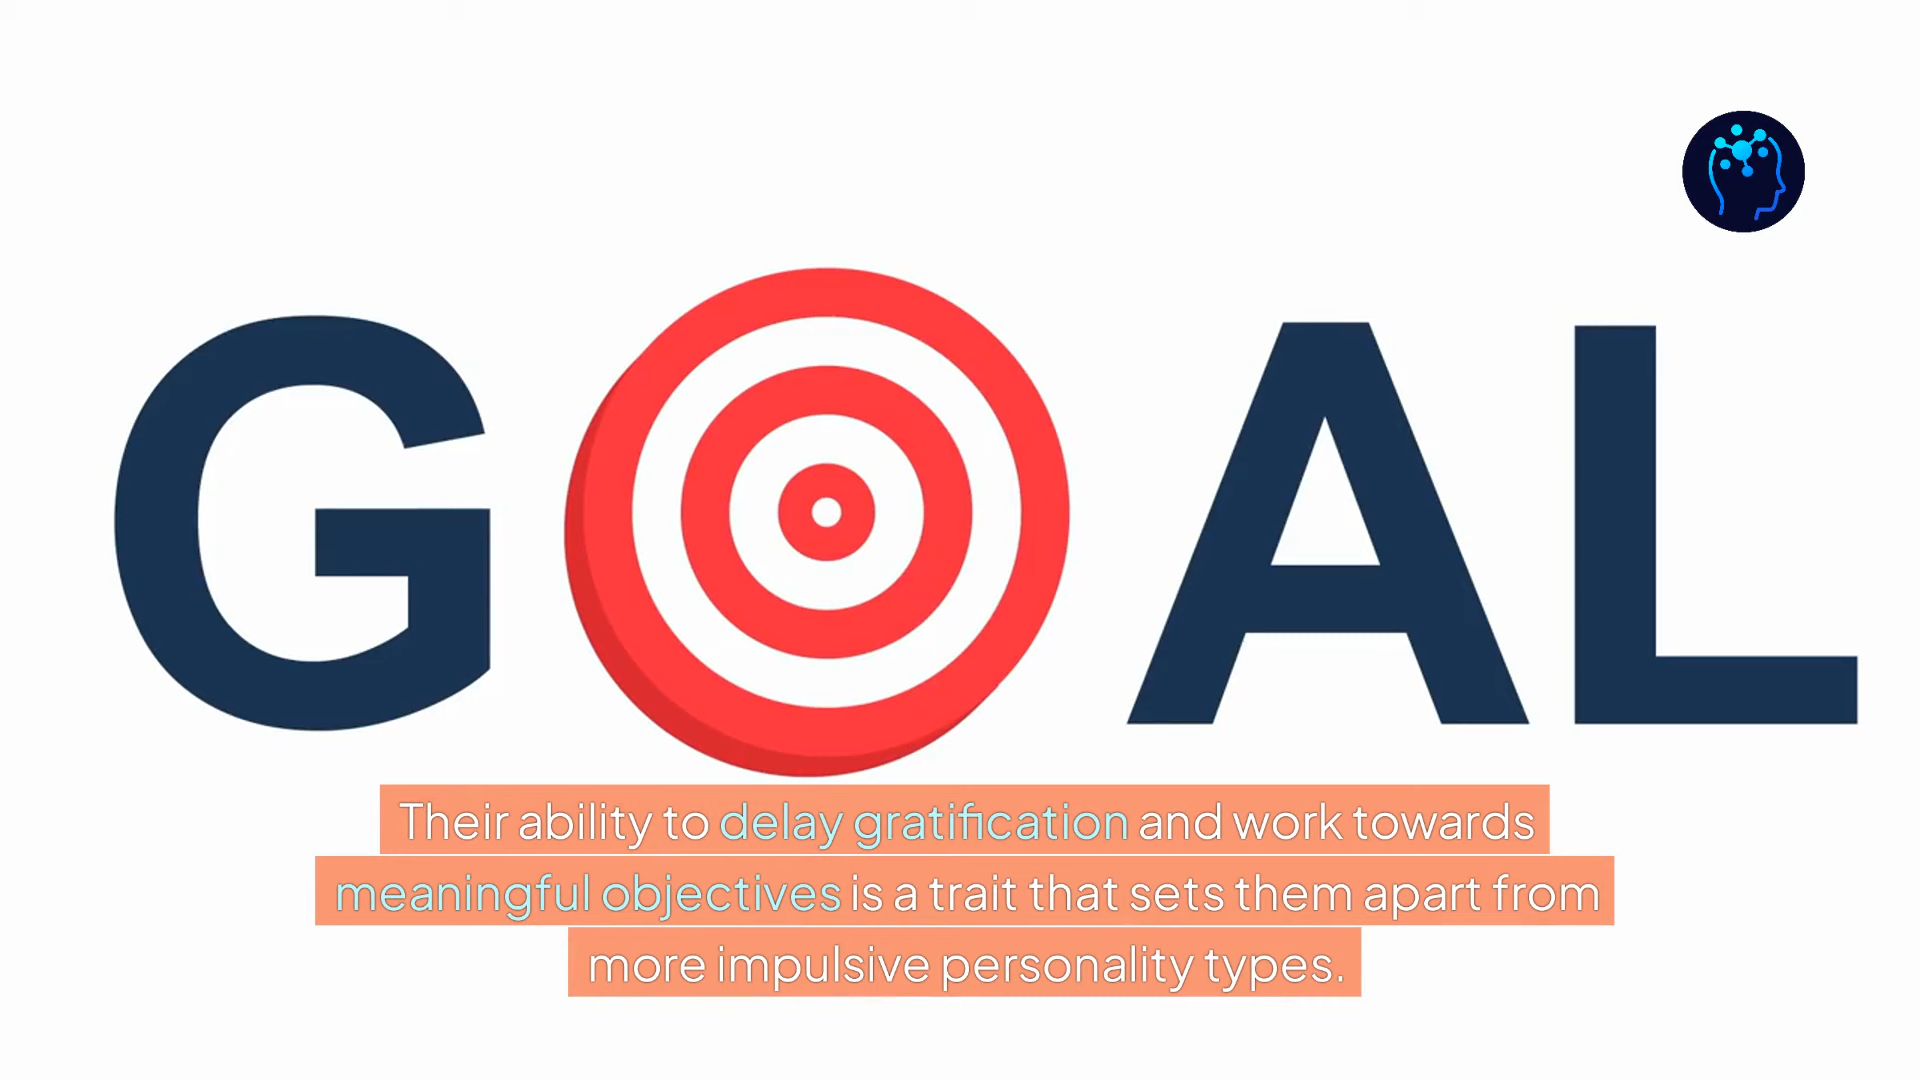 GOAL
Their ability to delay gratification and work towards
meaningful objectives is a trait that sets them apart from
more impulsive personality types.